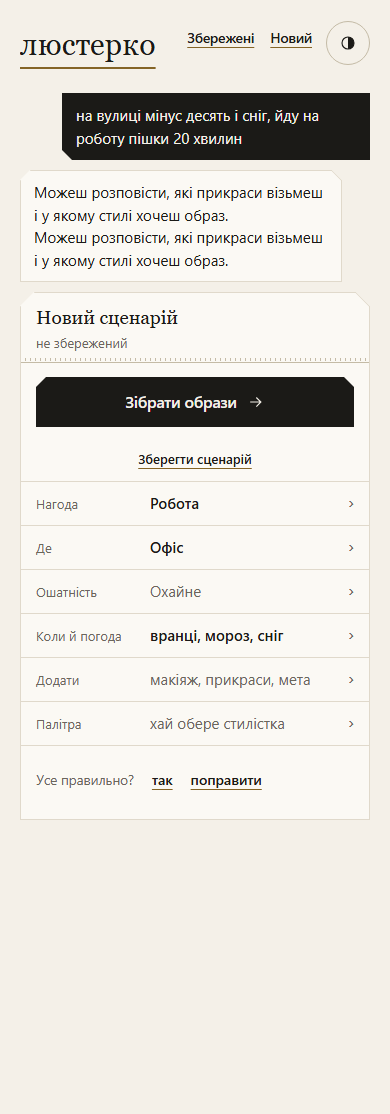 люстерко
Збережені Новий
на вулиці мінус десять і сніг, йду на
роботу пішки 20 хвилин
Можеш розповісти, які прикраси візьмеш
і у якому стилі хочеш образ.
Можеш розповісти, які прикраси візьмеш
і у якому стилі хочеш образ.
Новий сценарій
не збережений
Зібрати образи →
Зберегти сценарій
Нагода Робота
Де Офіс
Ошатність Охайне
Коли й погода вранці, мороз, сніг
Додати макіяж, прикраси, мета
Палітра хай обере стилістка
Усе правильно? так поправити